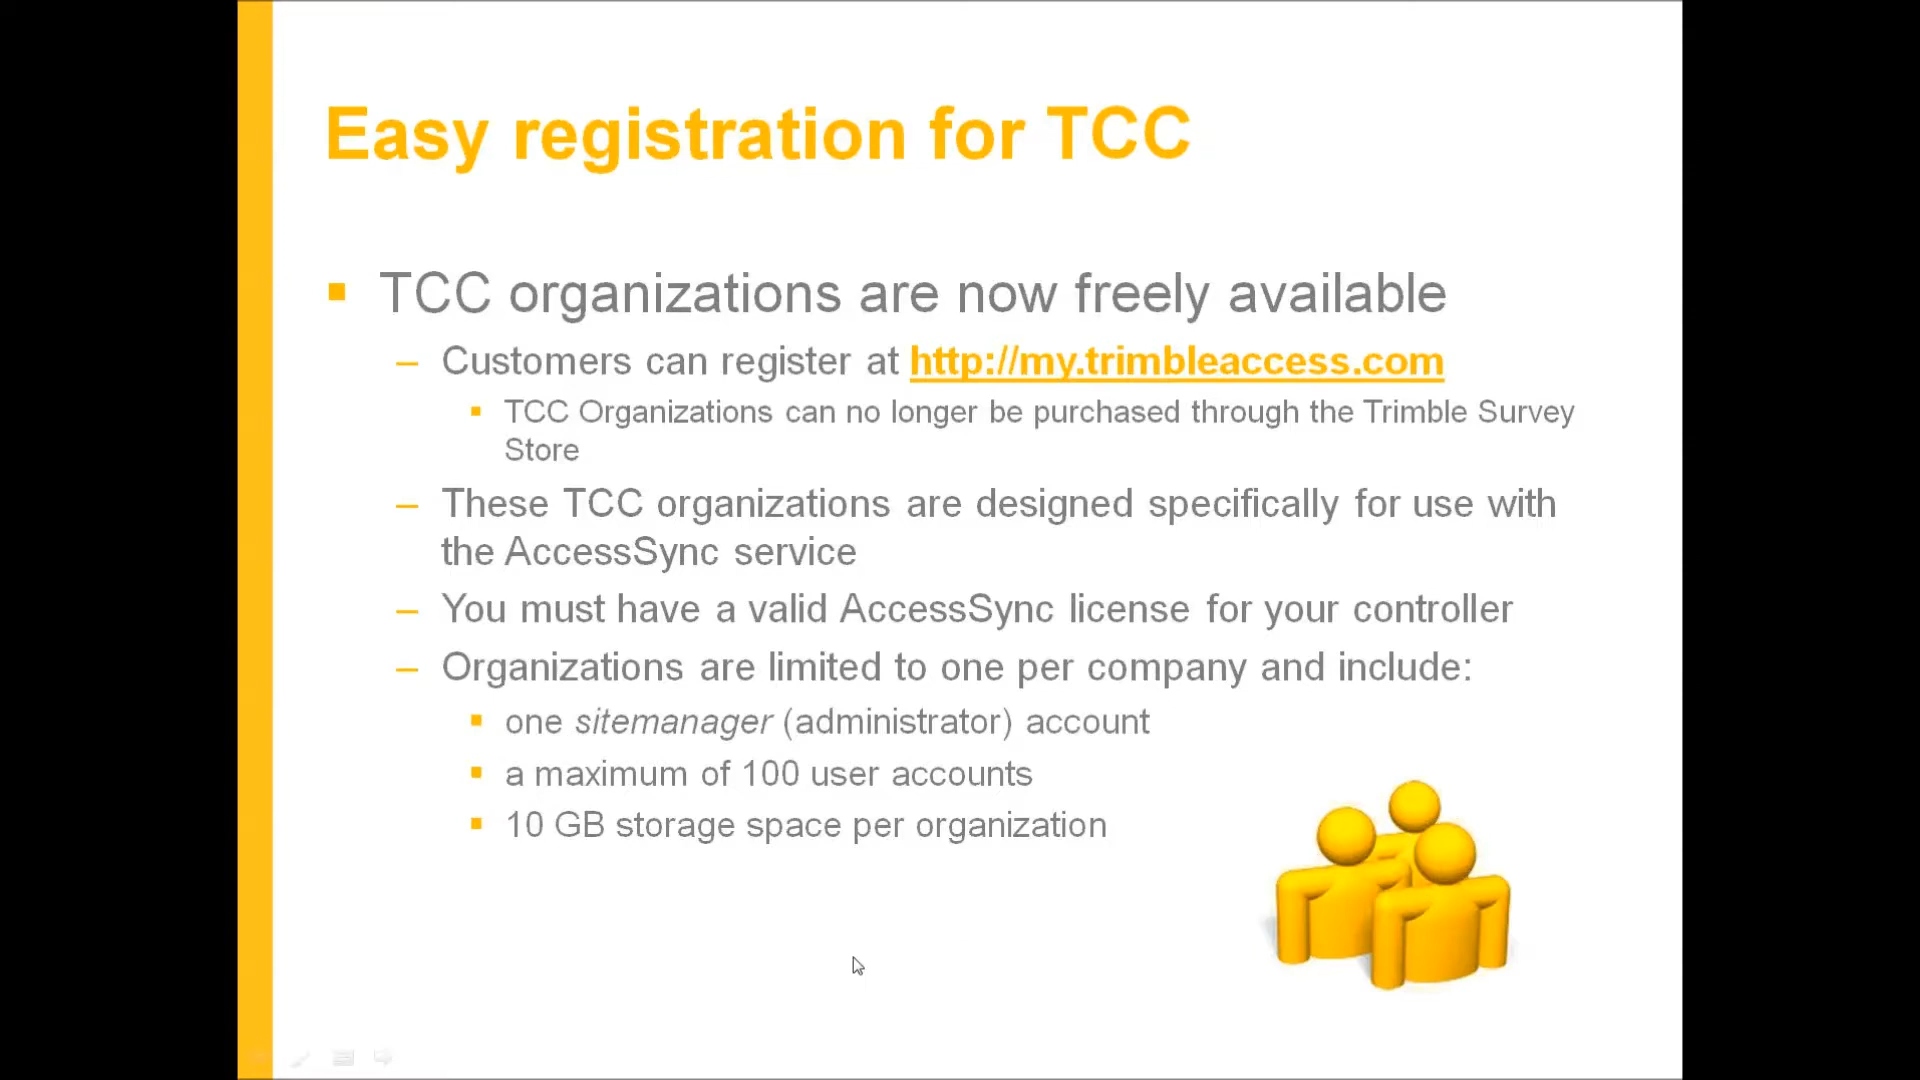 Easy registration for TCC
▪ TCC organizations are now freely available
– Customers can register at http://my.trimbleaccess.com
▪ TCC Organizations can no longer be purchased through the Trimble Survey
Store
– These TCC organizations are designed specifically for use with
the AccessSync service
– You must have a valid AccessSync license for your controller
– Organizations are limited to one per company and include:
▪ one sitemanager (administrator) account
▪ a maximum of 100 user accounts
▪ 10 GB storage space per organization